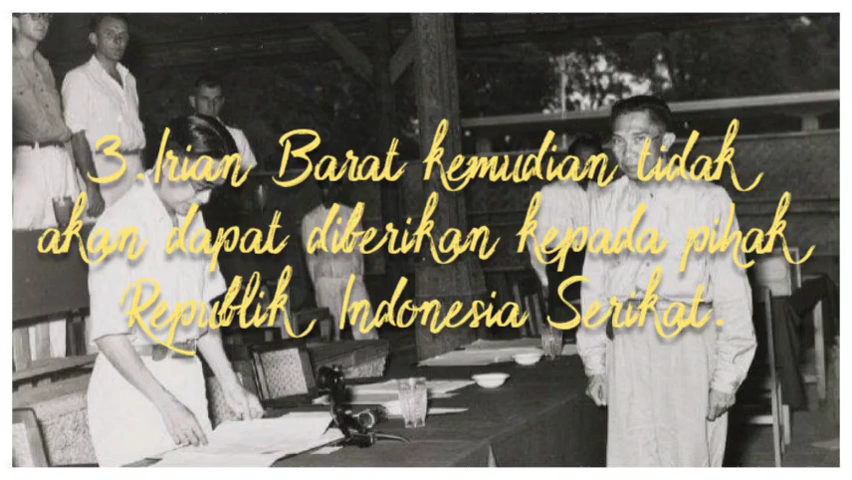 3.Irian Barat kemudian tidak
akan dapat diberikan kepada pihak
Republik Indonesia Serikat.